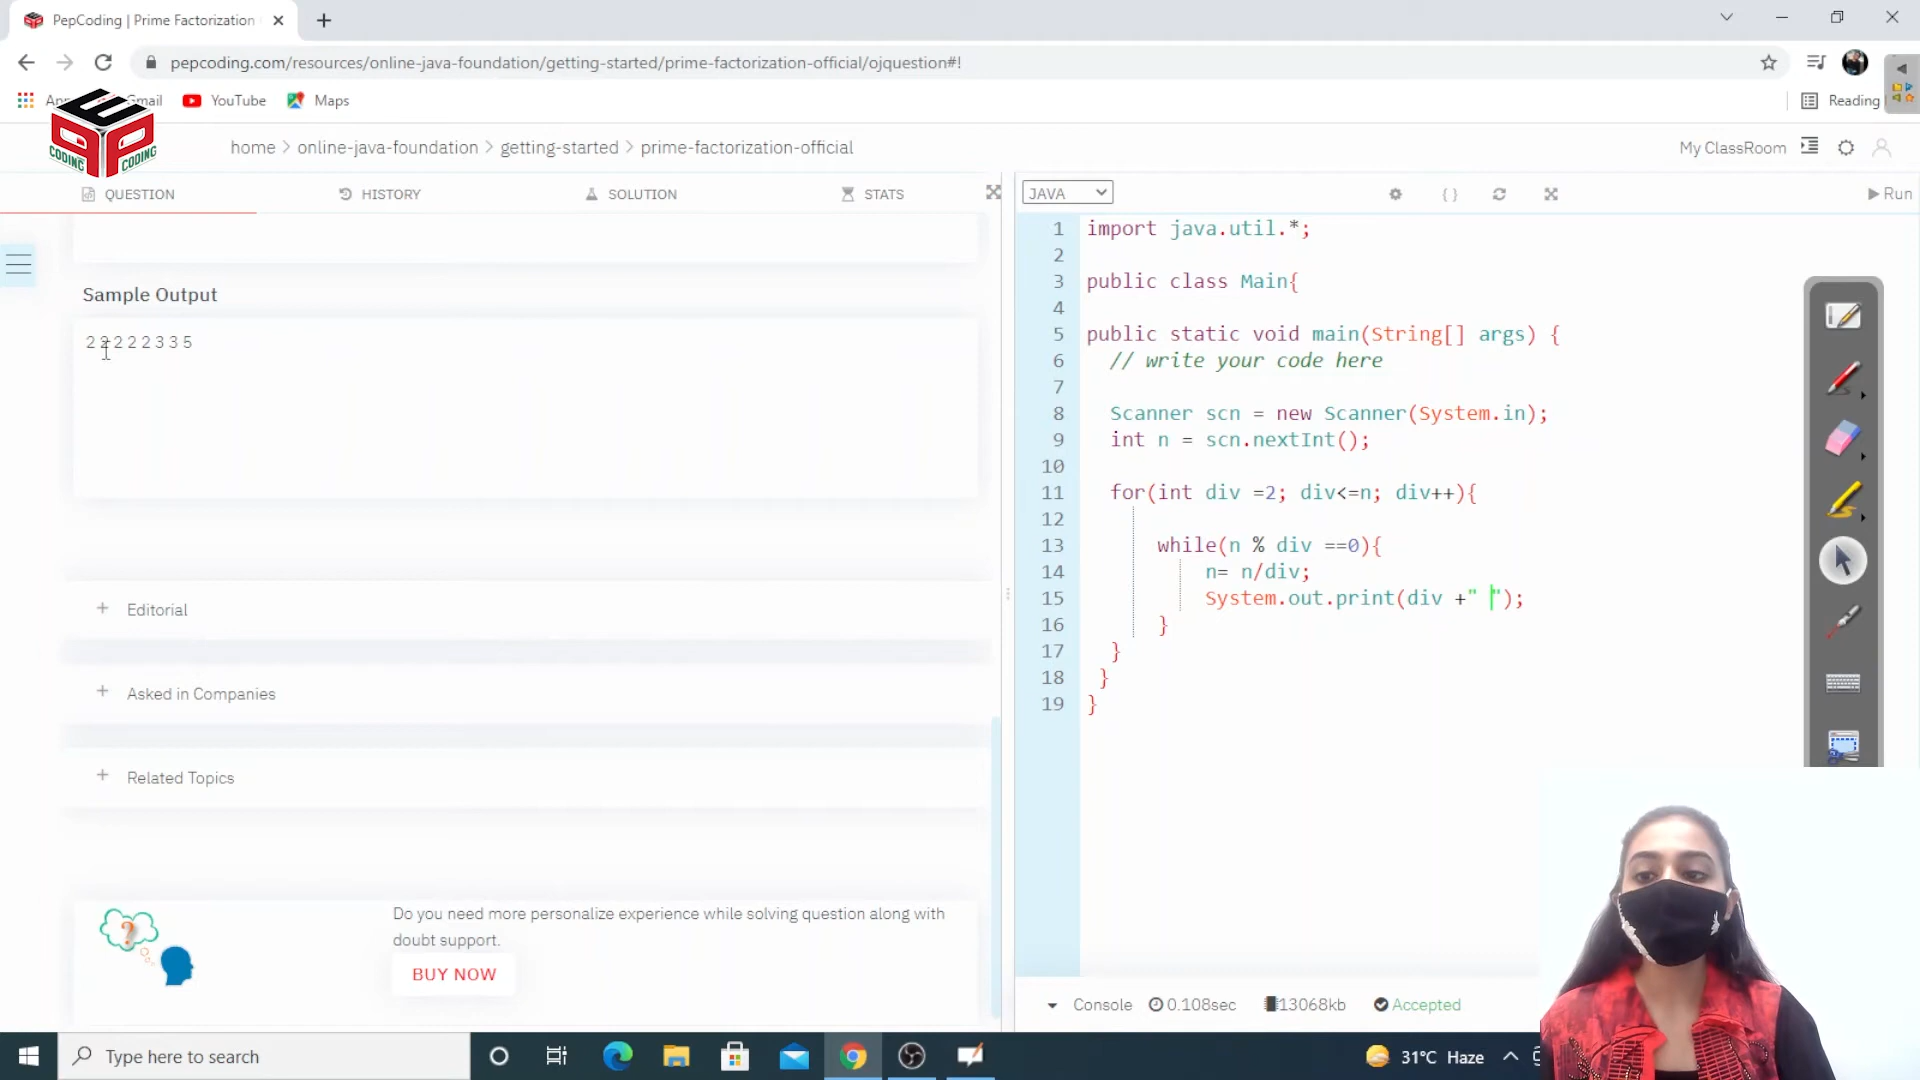 PepCoding | Prime Factorization
pepcoding.com/resources/online-java-foundation/getting-started/prime-factorization-official/ojquestion#!
Gmail
YouTube
Maps
Reading
PEP
CODING
CODING
home > online-java-foundation > getting-started > prime-factorization-official
My ClassRoom
QUESTION
HISTORY
SOLUTION
STATS
JAVA
Run
Sample Output
2 2 2 2 2 3 3 5
Editorial
Asked in Companies
Related Topics
Do you need more personalize experience while solving question along with
doubt support.
BUY NOW
1 import java.util.*;
2
3 public class Main{
4
5 public static void main(String[] args) {
6 // write your code here
7
8 Scanner scn = new Scanner(System.in);
9 int n = scn.nextInt();
10
11 for(int div =2; div<=n; div++){
12
13 while(n % div ==0){
14 n= n/div;
15 System.out.print(div +" ");
16 }
17 }
18 }
19 }
Console
0.108sec
13068kb
Accepted
Type here to search
31°C Haze